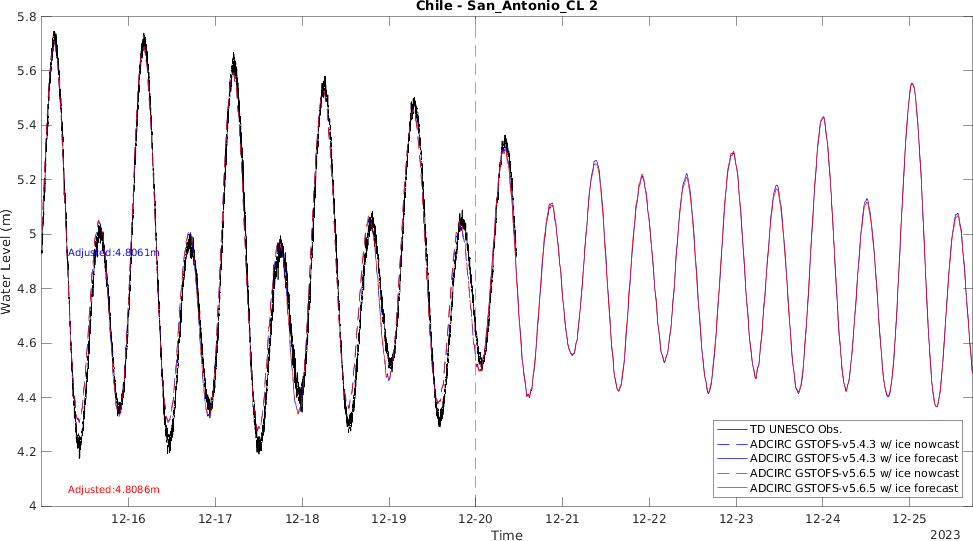 Chile - San_Antonio_CL 2
Water Level (m)
5.8
5.6
5.4
5.2
5
4.8
4.6
4.4
4.2
4
Adjusted:4.8061m
Adjusted:4.8086m
TD UNESCO Obs.
ADCIRC GSTOFS-v5.4.3 w/ ice nowcast
ADCIRC GSTOFS-v5.4.3 w/ ice forecast
ADCIRC GSTOFS-v5.6.5 w/ ice nowcast
ADCIRC GSTOFS-v5.6.5 w/ ice forecast
12-16 12-17 12-18 12-19 12-20 12-21 12-22 12-23 12-24 12-25
Time
2023